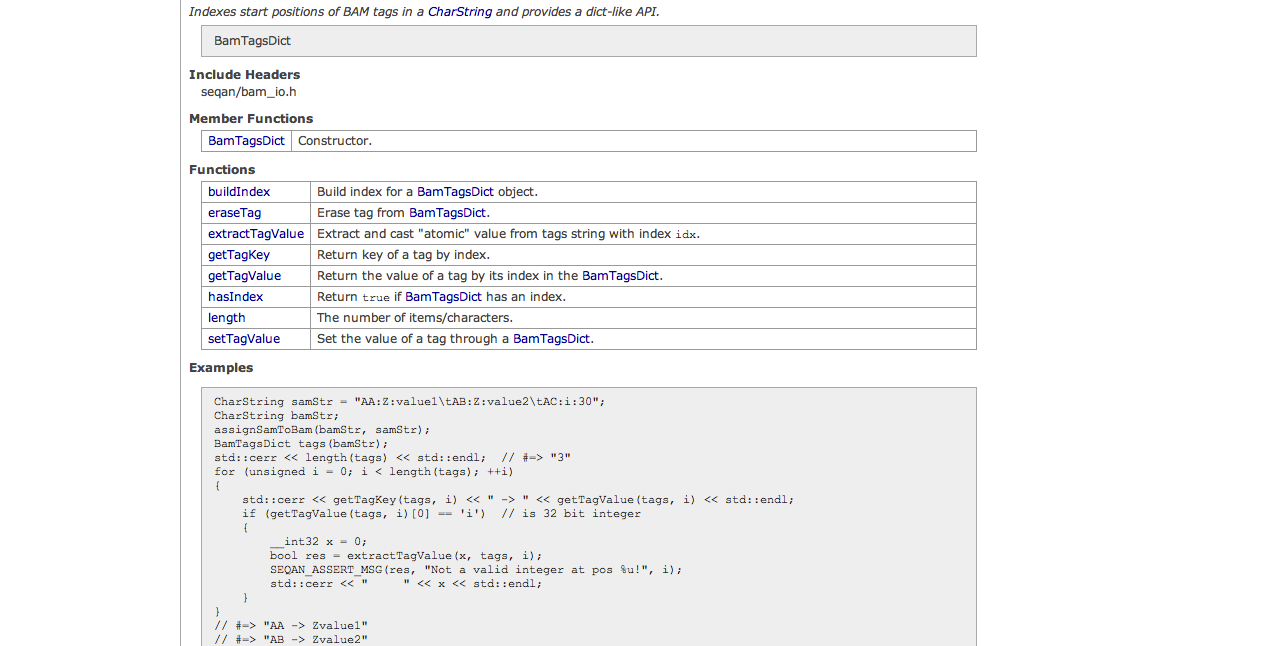 Indexes start positions of BAM tags in a CharString and provides a dict-like API.
BamTagsDict
Include Headers
seqan/bam_io.h
Member Functions
BamTagsDict Constructor.
Functions
buildIndex Build index for a BamTagsDict object.
eraseTag Erase tag from BamTagsDict.
extractTagValue Extract and cast "atomic" value from tags string with index idx.
getTagKey Return key of a tag by index.
getTagValue Return the value of a tag by its index in the BamTagsDict.
hasIndex Return true if BamTagsDict has an index.
length The number of items/characters.
setTagValue Set the value of a tag through a BamTagsDict.
Examples
CharString samStr = "AA:Z:value1\tAB:Z:value2\tAC:i:30";
CharString bamStr;
assignSamToBam(bamStr, samStr);
BamTagsDict tags(bamStr);
std::cerr << length(tags) << std::endl;  // #=> "3"
for (unsigned i = 0; i < length(tags); ++i)
{
    std::cerr << getTagKey(tags, i) << " -> " << getTagValue(tags, i) << std::endl;
    if (getTagValue(tags, i)[0] == 'i')  // is 32 bit integer
    {
        __int32 x = 0;
        bool res = extractTagValue(x, tags, i);
        SEQAN_ASSERT_MSG(res, "Not a valid integer at pos %u!", i);
        std::cerr << "     " << x << std::endl;
    }
}
// #=> "AA -> Zvalue1"
// #=> "AB -> Zvalue2"